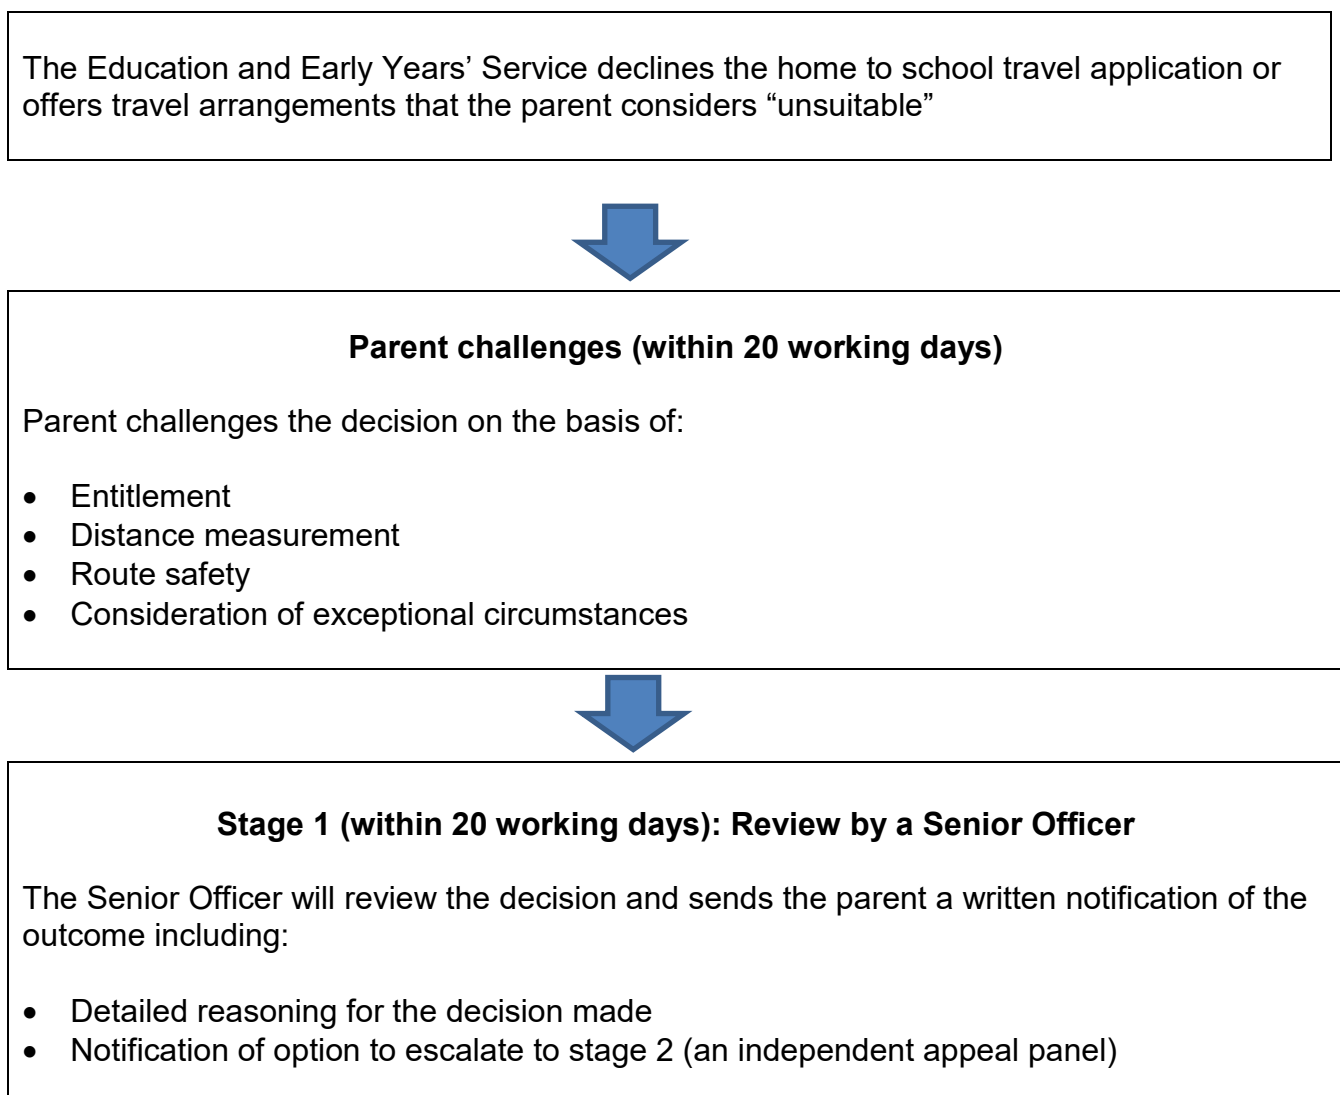 The Education and Early Years’ Service declines the home to school travel application or
offers travel arrangements that the parent considers “unsuitable”
Parent challenges (within 20 working days)
Parent challenges the decision on the basis of:
• Entitlement
• Distance measurement
• Route safety
• Consideration of exceptional circumstances
Stage 1 (within 20 working days): Review by a Senior Officer
The Senior Officer will review the decision and sends the parent a written notification of the
outcome including:
• Detailed reasoning for the decision made
• Notification of option to escalate to stage 2 (an independent appeal panel)